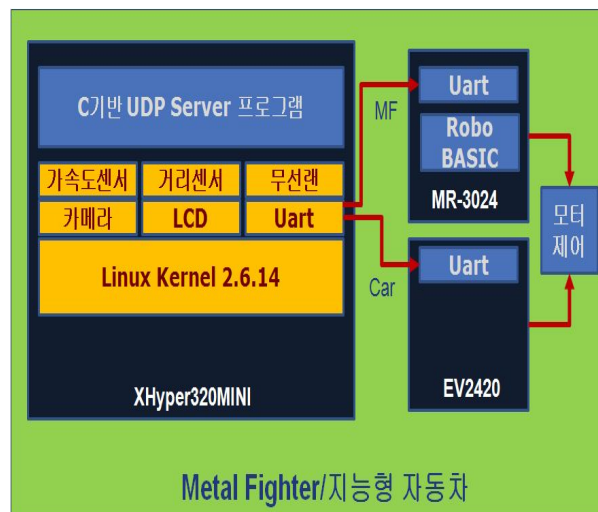 C기반 UDP Server 프로그램
가속도센서
거리센서
무선랜
카메라
LCD
Uart
Linux Kernel 2.6.14
XHyper320MINI
MF
Car
Uart
Robo
BASIC
MR-3024
Uart
EV2420
모터
제어
Metal Fighter/지능형 자동차